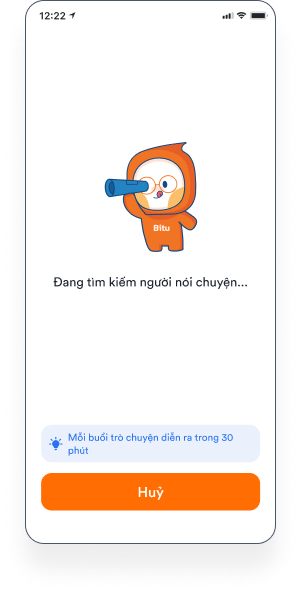 12:22
Bitu
Đang tìm kiếm người nói chuyện...
Mỗi buổi trò chuyện diễn ra trong 30
phút
Huỷ